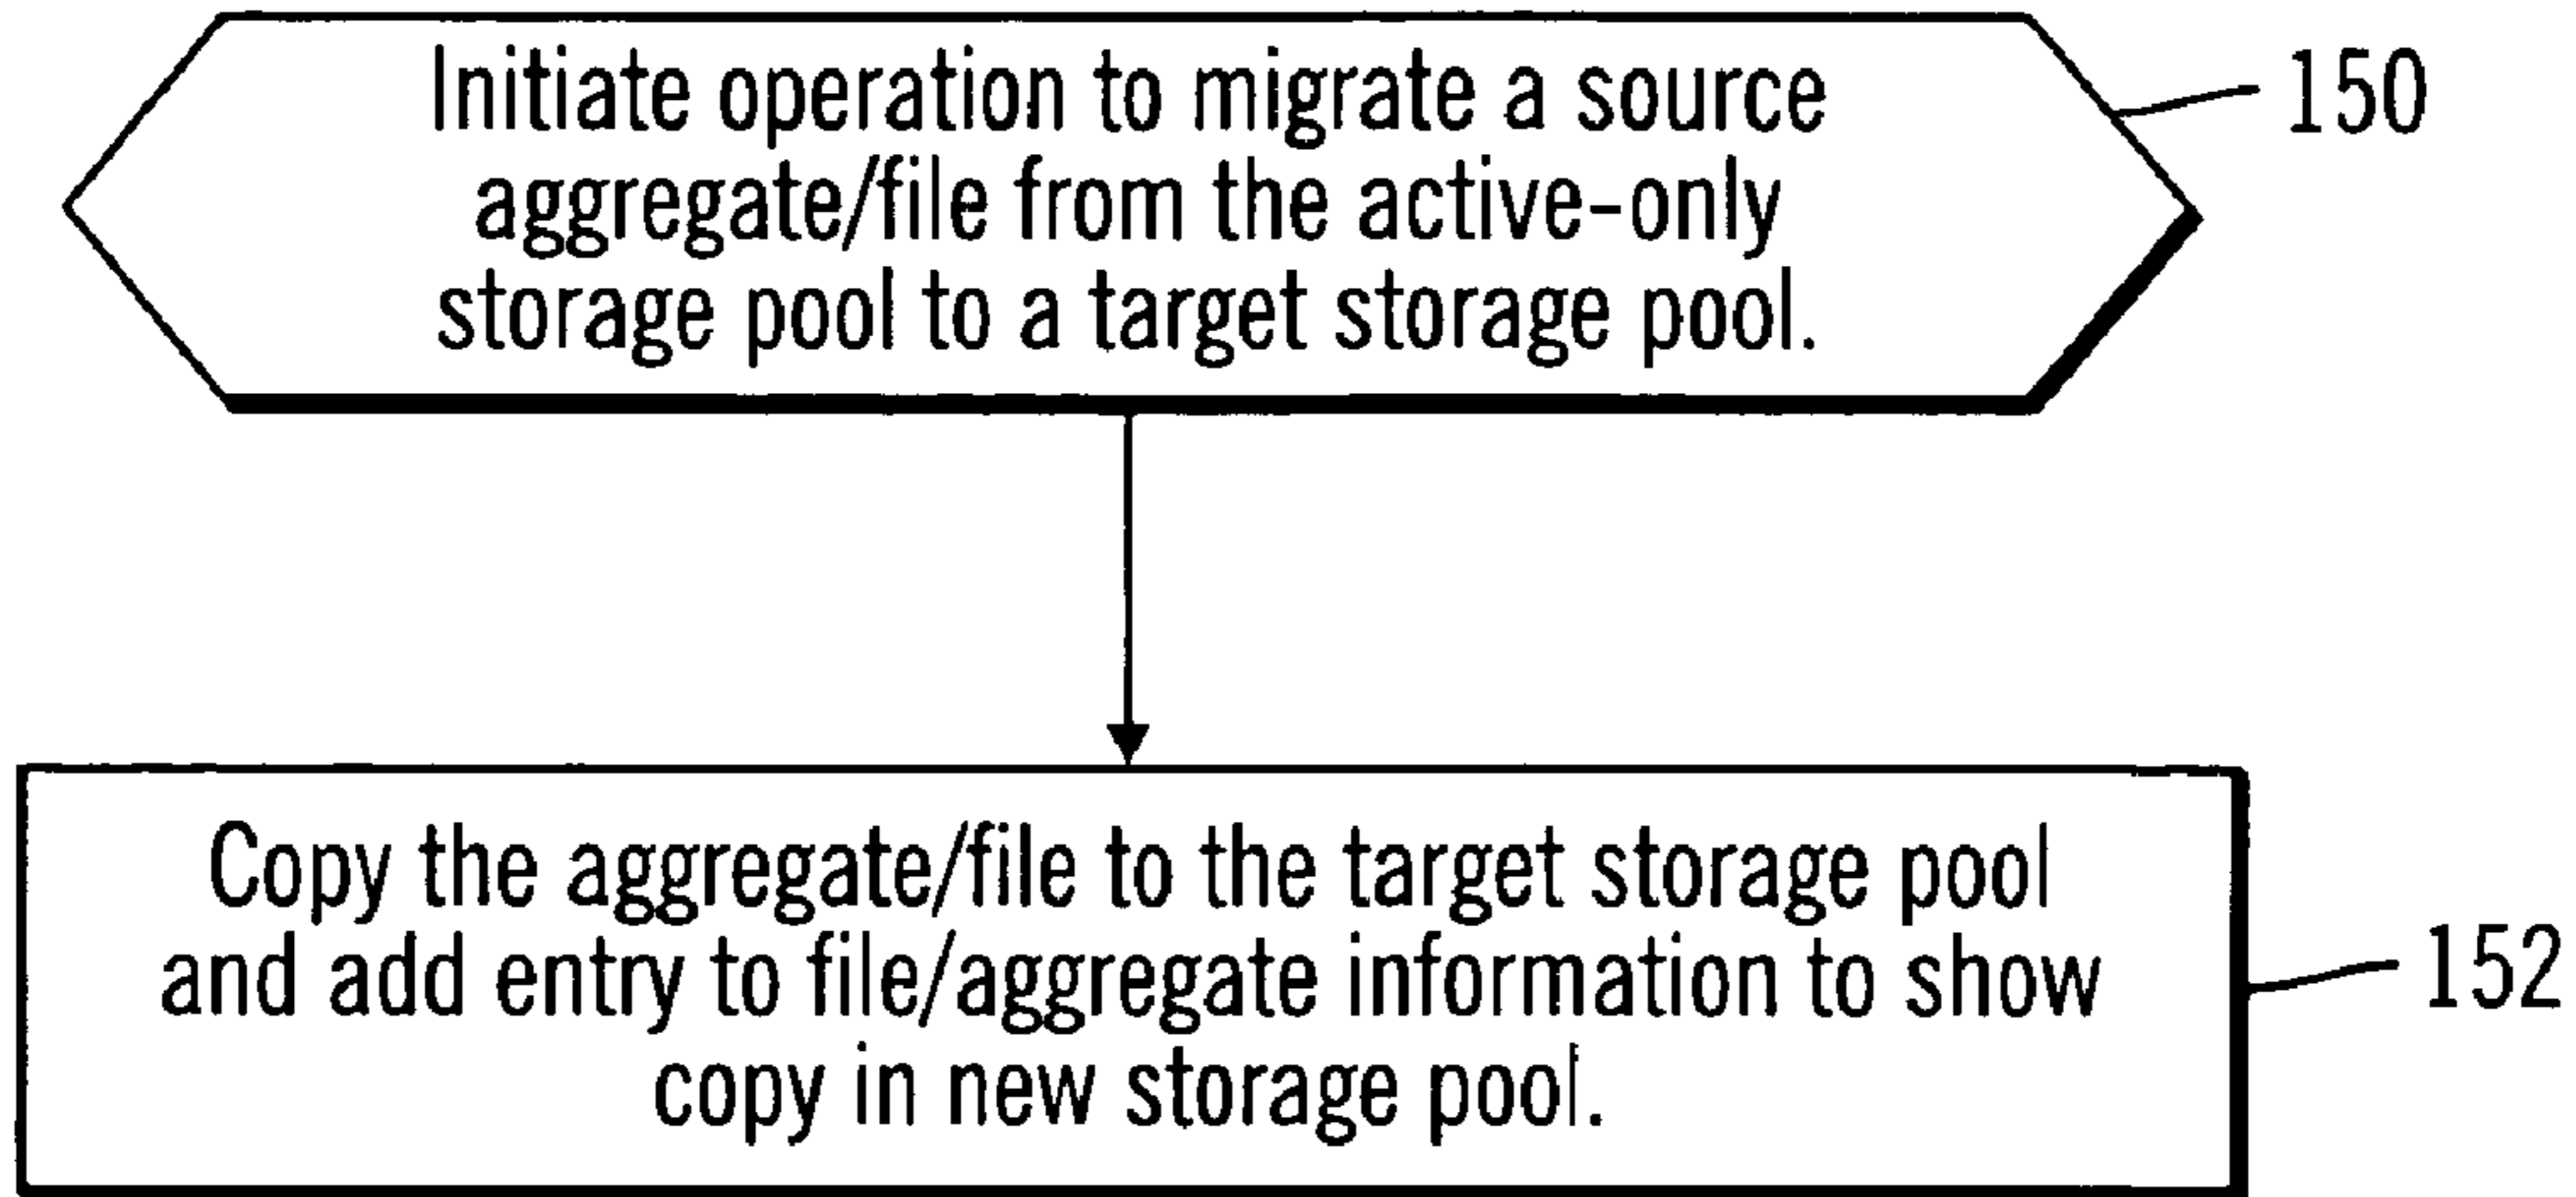 Initiate operation to migrate a source
aggregate/file from the active-only
storage pool to a target storage pool.
150
Copy the aggregate/file to the target storage pool
and add entry to file/aggregate information to show
copy in new storage pool.
152